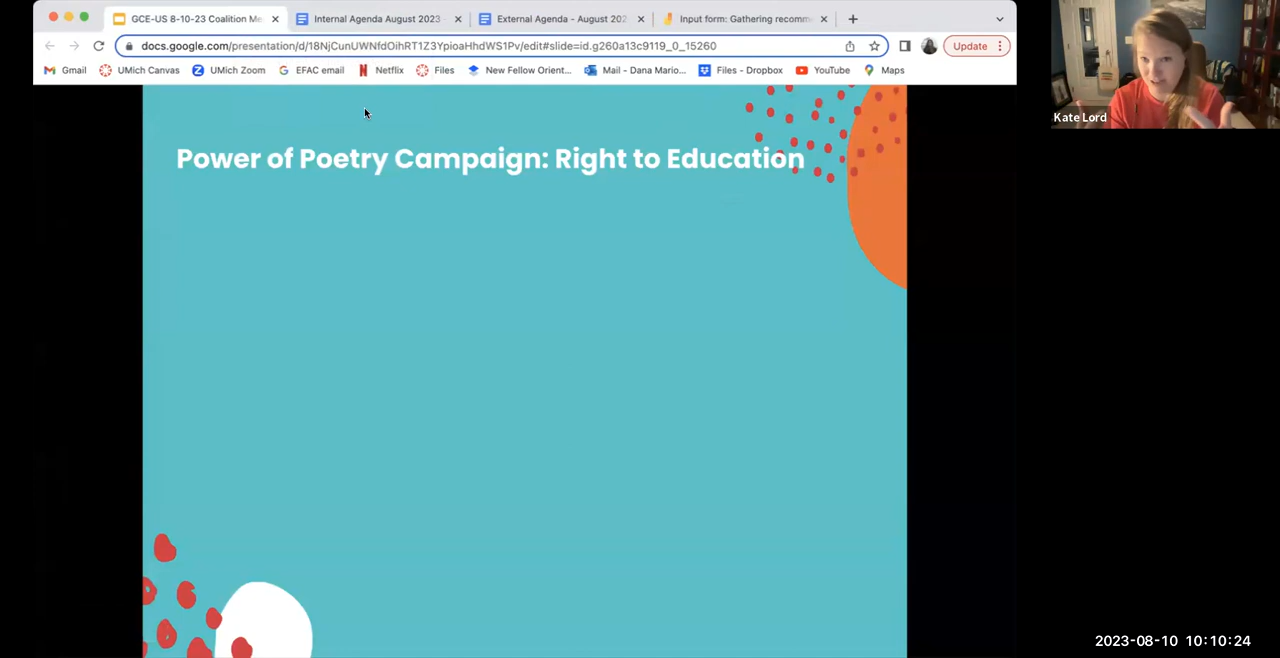 GCE-US 8-10-23 Coalition Me
Internal Agenda August 2023
External Agenda - August 202
Input form: Gathering recomm
docs.google.com/presentation/d/18NjCunUWNfdOihRT1Z3YpioaHhdWS1Pv/edit#slide=id.g260a13c9119_0_15260
Update
Gmail
UMich Canvas
UMich Zoom
EFAC email
Netflix
Files
New Fellow Orient...
Mail - Dana Mario...
Files - Dropbox
YouTube
Maps
Kate Lord
Power of Poetry Campaign: Right to Education
2023-08-10 10:10:24